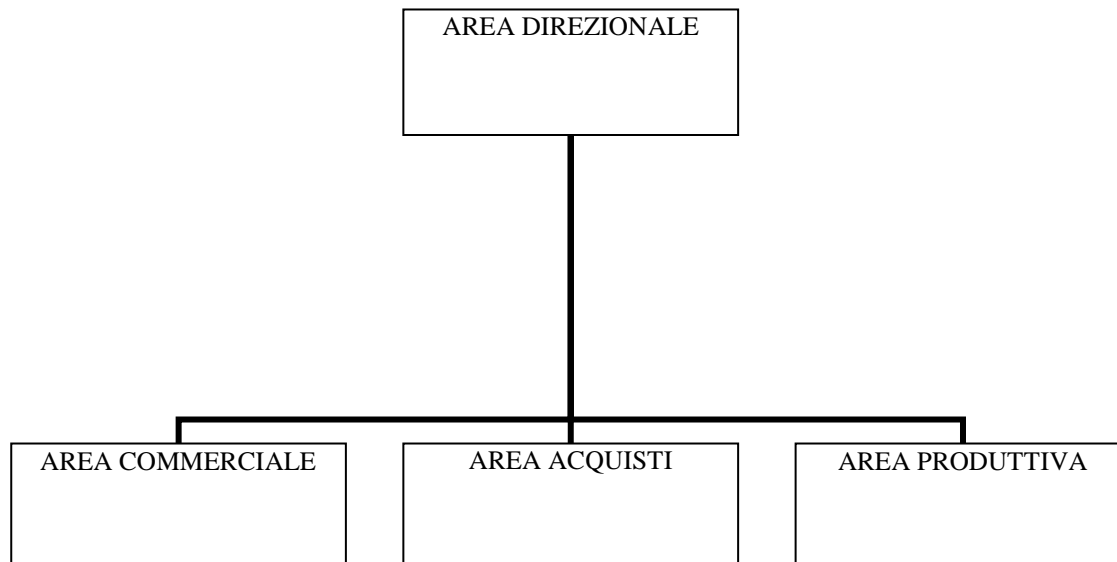 AREA DIREZIONALE
AREA COMMERCIALE
AREA ACQUISTI
AREA PRODUTTIVA